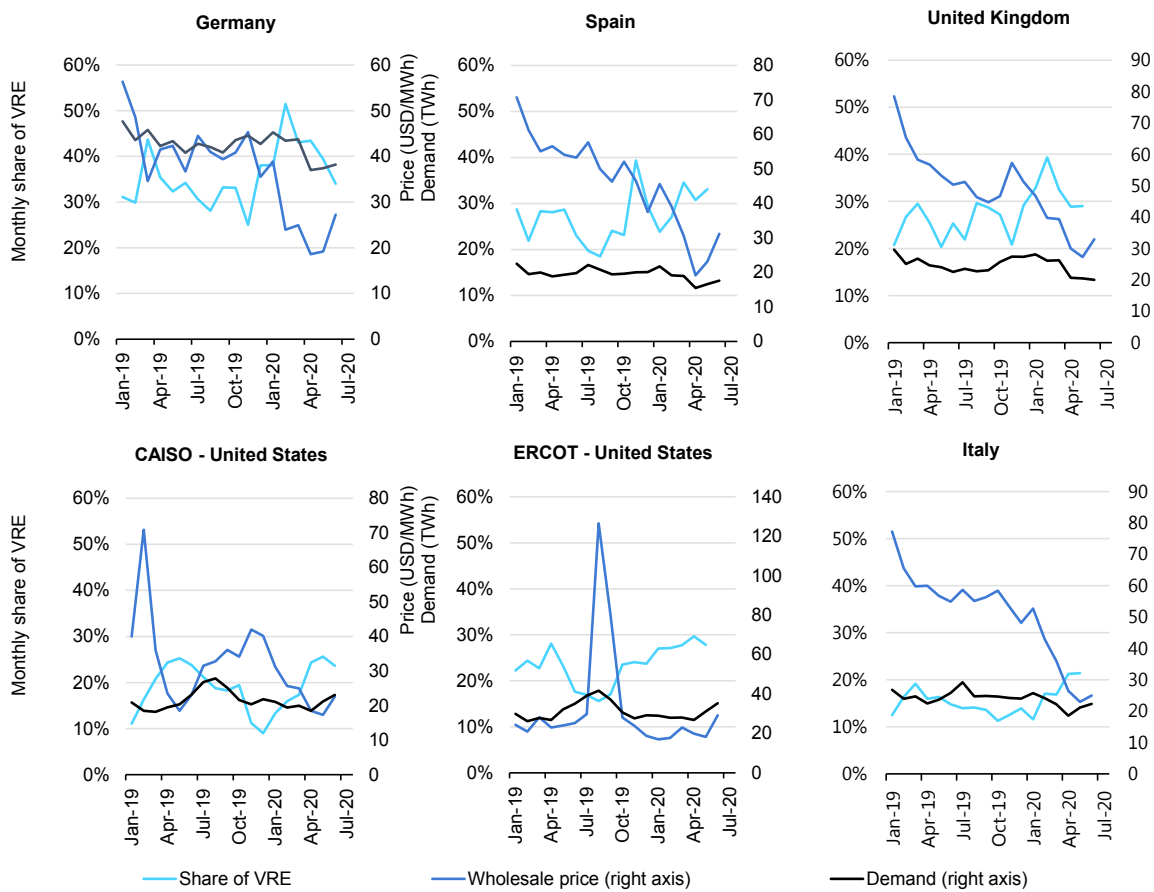 Germany
Monthly share of VRE
60%
50%
40%
30%
20%
10%
0%
60
50
40
30
20
10
0
Jan-19
Apr-19
Jul-19
Oct-19
Jan-20
Apr-20
Jul-20
Spain
Price (USD/MWh)
Demand (TWh)
60%
50%
40%
30%
20%
10%
0%
80
70
60
50
40
30
20
10
0
Jan-19
Apr-19
Jul-19
Oct-19
Jan-20
Apr-20
Jul-20
United Kingdom
60%
50%
40%
30%
20%
10%
0%
90
80
70
60
50
40
30
20
10
0
Jan-19
Apr-19
Jul-19
Oct-19
Jan-20
Apr-20
Jul-20
CAISO - United States
Monthly share of VRE
60%
50%
40%
30%
20%
10%
0%
80
70
60
50
40
30
20
10
0
Jan-19
Apr-19
Jul-19
Oct-19
Jan-20
Apr-20
Jul-20
ERCOT - United States
Price (USD/MWh)
Demand (TWh)
60%
50%
40%
30%
20%
10%
0%
140
120
100
80
60
40
20
0
Jan-19
Apr-19
Jul-19
Oct-19
Jan-20
Apr-20
Jul-20
Italy
60%
50%
40%
30%
20%
10%
0%
90
80
70
60
50
40
30
20
10
0
Jan-19
Apr-19
Jul-19
Oct-19
Jan-20
Apr-20
Jul-20
Share of VRE
Wholesale price (right axis)
Demand (right axis)